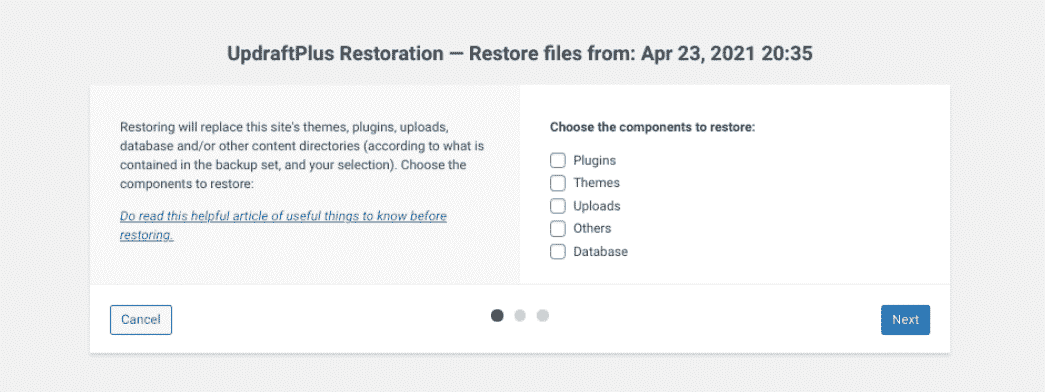 UpdraftPlus Restoration — Restore files from: Apr 23, 2021 20:35
Restoring will replace this site's themes, plugins, uploads,
database and/or other content directories (according to what is
contained in the backup set, and your selection). Choose the
components to restore:
Do read this helpful article of useful things to know before
restoring.
Choose the components to restore:
Plugins
Themes
Uploads
Others
Database
Cancel
Next